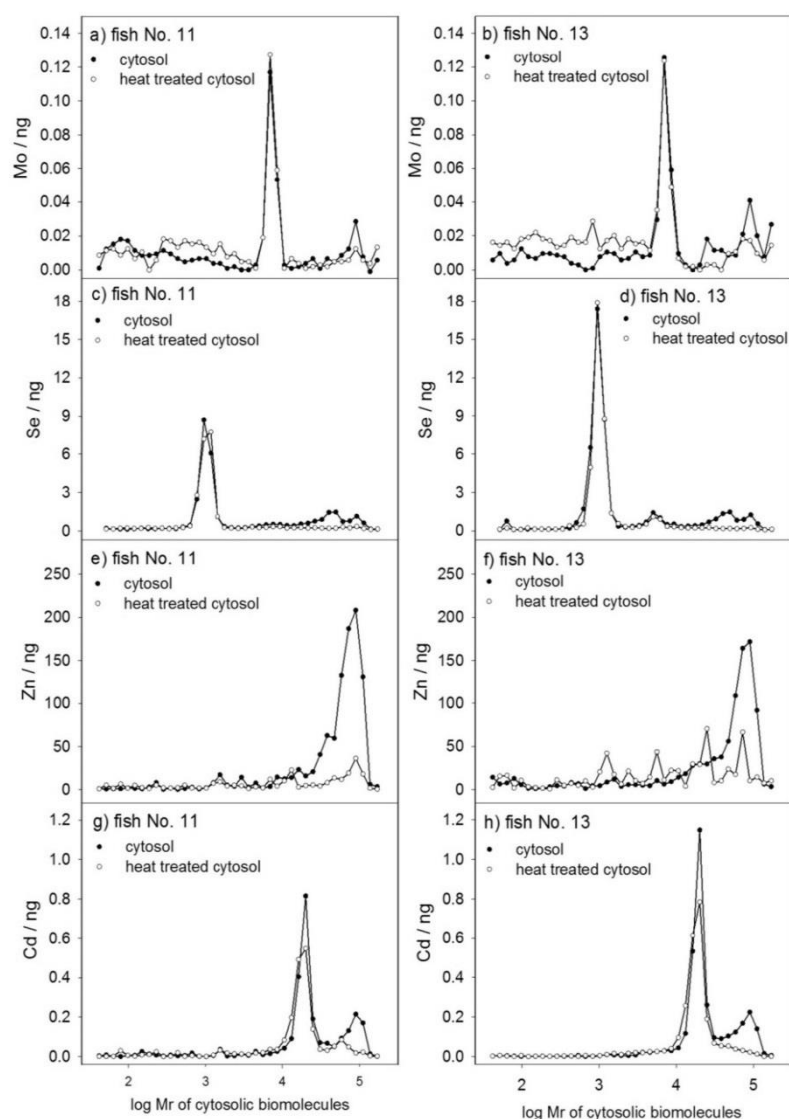 a) fish No. 11
cytosol
heat treated cytosol
Mo / ng
0.14
0.12
0.10
0.08
0.06
0.04
0.02
0.00
b) fish No. 13
cytosol
heat treated cytosol
Mo / ng
0.14
0.12
0.10
0.08
0.06
0.04
0.02
0.00
c) fish No. 11
cytosol
heat treated cytosol
Se / ng
18
15
12
9
6
3
0
d) fish No. 13
cytosol
heat treated cytosol
Se / ng
18
15
12
9
6
3
0
e) fish No. 11
cytosol
heat treated cytosol
Zn / ng
250
200
150
100
50
0
f) fish No. 13
cytosol
heat treated cytosol
Zn / ng
250
200
150
100
50
0
g) fish No. 11
cytosol
heat treated cytosol
Cd / ng
1.2
1.0
0.8
0.6
0.4
0.2
0.0
2 3 4 5
log Mr of cytosolic biomolecules
h) fish No. 13
cytosol
heat treated cytosol
Cd / ng
1.2
1.0
0.8
0.6
0.4
0.2
0.0
2 3 4 5
log Mr of cytosolic biomolecules